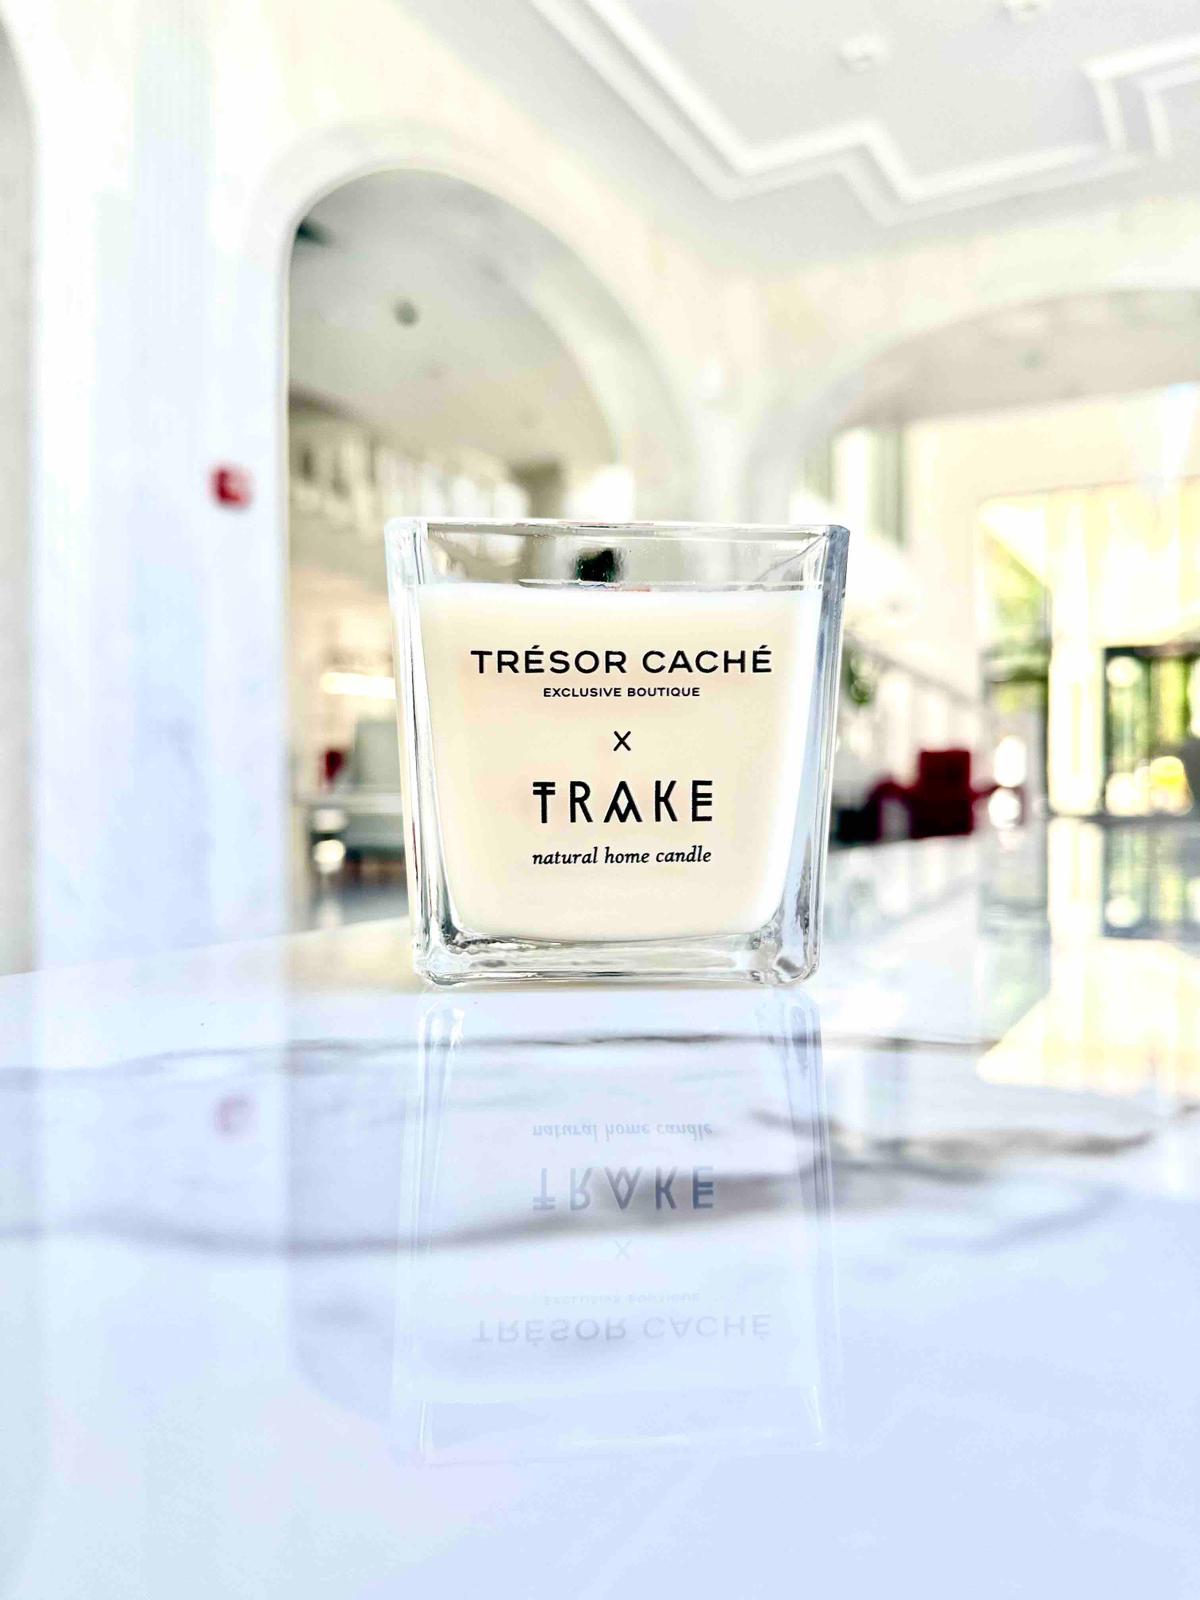 TRÉSOR CACHÉ
EXCLUSIVE BOUTIQUE
X
TRAKE
natural home candle